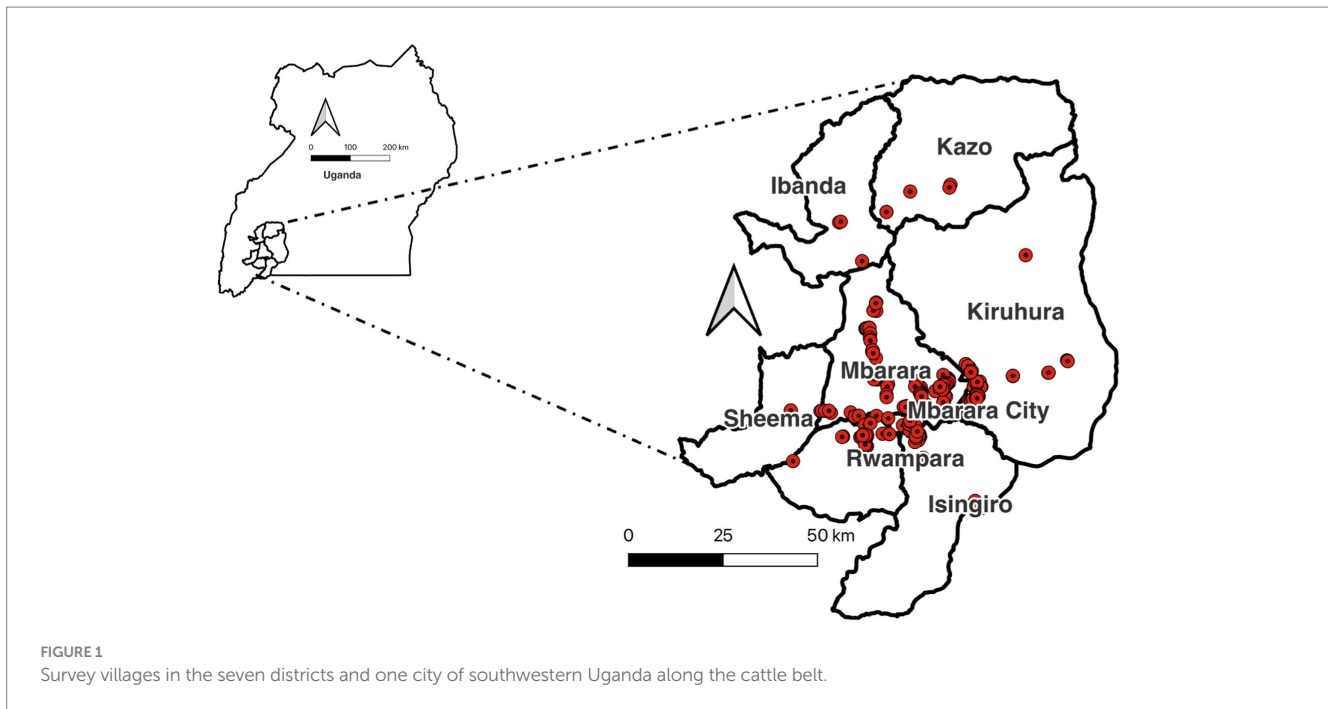 0 100 200 km
Uganda
Kazo
Ibanda
Kiruhura
Mbarara
Mbarara City
Sheema
Rwampara
Isingiro
0 25 50 km
FIGURE 1
Survey villages in the seven districts and one city of southwestern Uganda along the cattle belt.